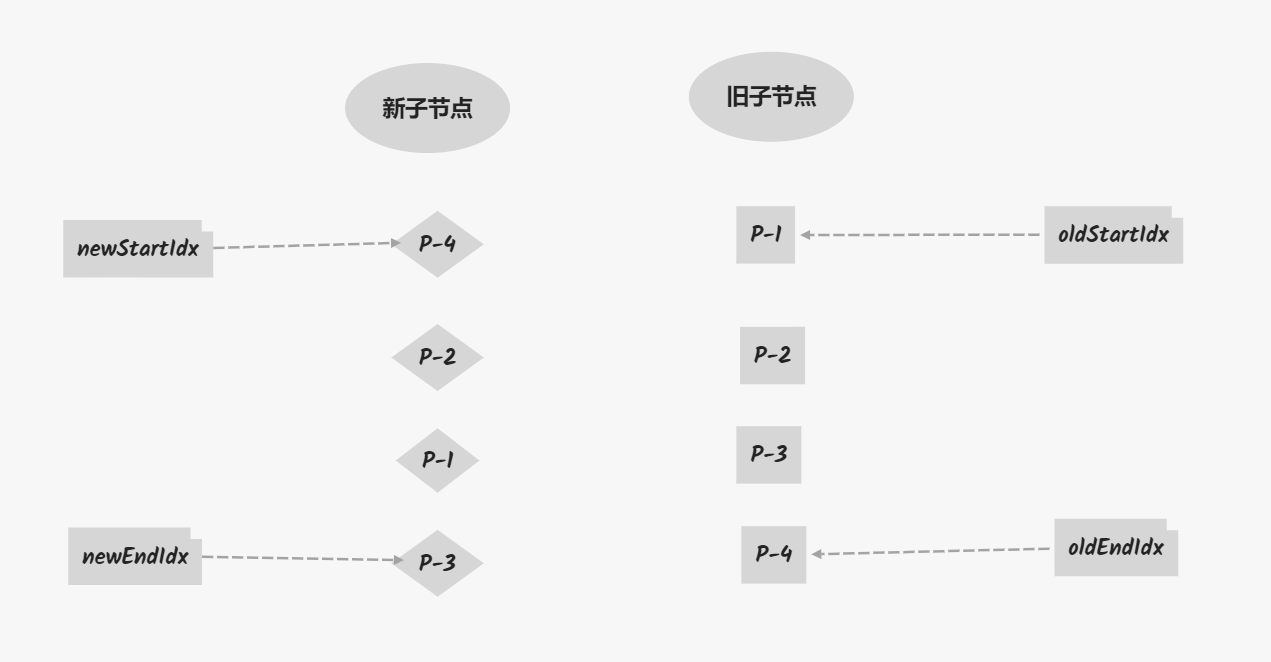 新子节点
旧子节点
newStartIdx
P-4
P-1
oldStartIdx
P-2
P-2
P-1
P-3
newEndIdx
P-3
P-4
oldEndIdx